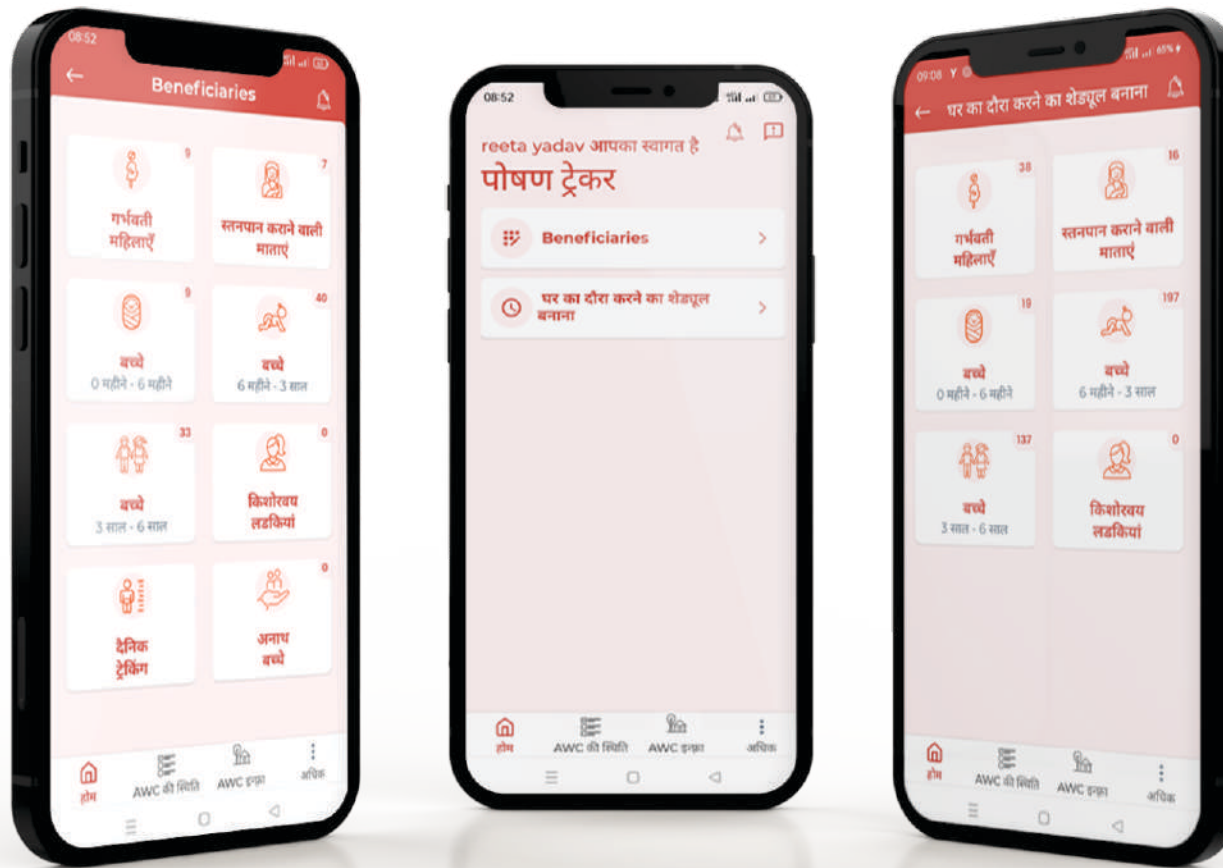 08:52
Beneficiaries
9
गर्भवती
महिलाएँ
7
स्तनपान कराने वाली
माताएं
9
बच्चे
0 महीने - 6 महीने
40
बच्चे
6 महीने - 3 साल
33
बच्चे
3 साल - 6 साल
0
किशोरवय
लडकियां
दैनिक
ट्रेकिंग
0
अनाथ
बच्चे
होम
AWC की स्थिति
AWC इन्फ्रा
अधिक
08:52
reeta yadav आपका स्वागत है
पोषण ट्रेकर
Beneficiaries
घर का दौरा करने का शेड्यूल
बनाना
होम
AWC की स्थिति
AWC इन्फ्रा
अधिक
09:08
65%
घर का दौरा करने का शेड्यूल बनाना
38
गर्भवती
महिलाएँ
16
स्तनपान कराने वाली
माताएं
19
बच्चे
0 महीने - 6 महीने
197
बच्चे
6 महीने - 3 साल
137
बच्चे
3 साल - 6 साल
0
किशोरवय
लडकियां
होम
AWC की स्थिति
AWC इन्फ्रा
अधिक